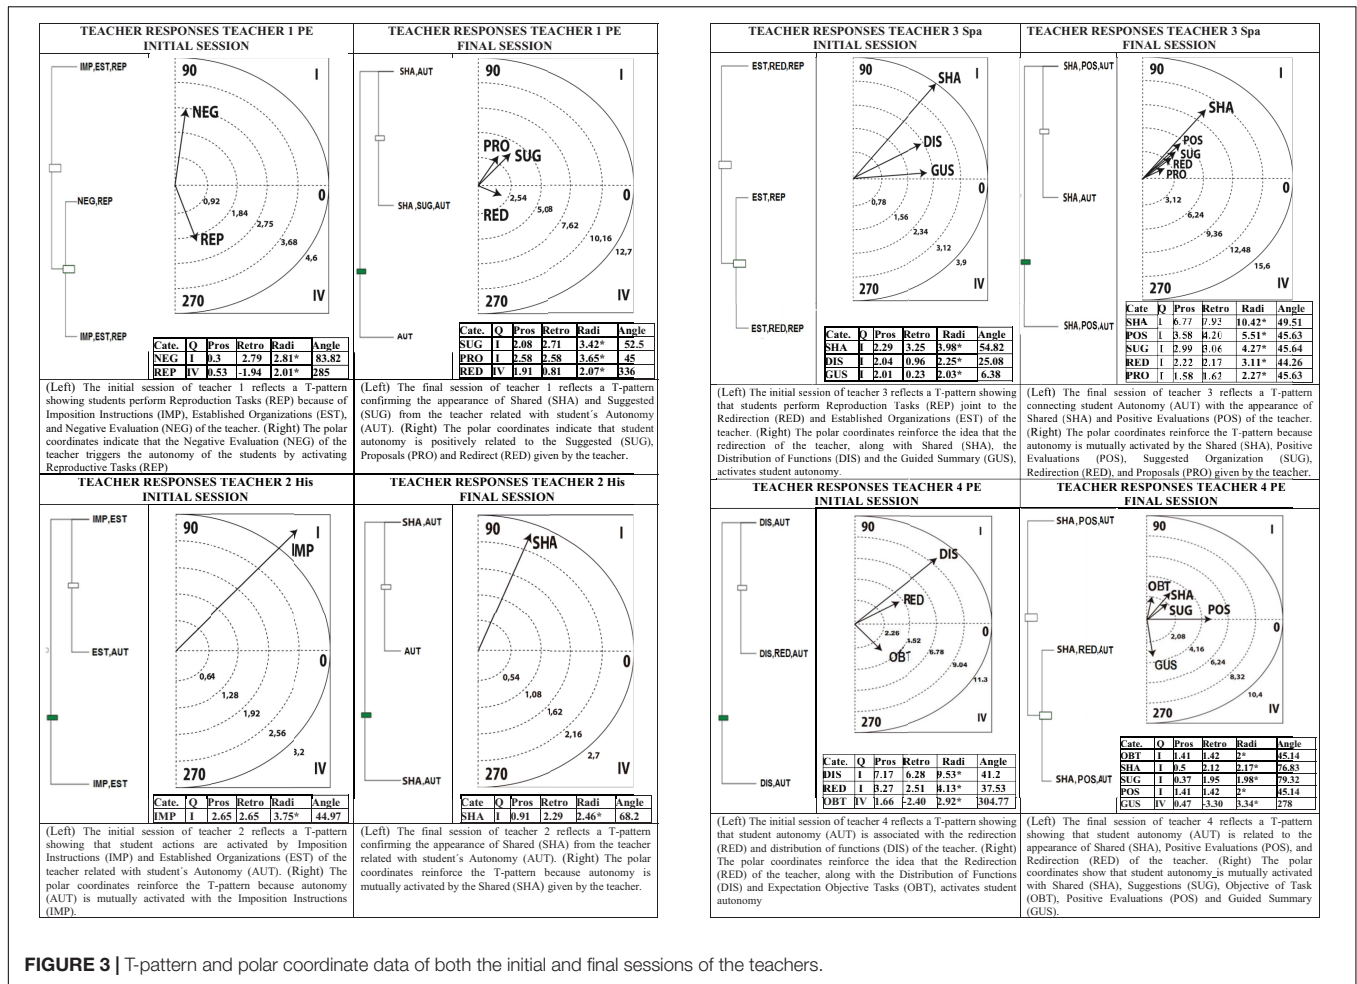 TEACHER RESPONSES TEACHER 1 PE
INITIAL SESSION
IMP,EST,REP
NEG,REP
IMP,EST,REP
90
I
NEG
0
REP
0,92
1,84
2,75
3,68
4,6
270
IV
Cate. Q Pros Retro Radi Angle
NEG I 0.3 2.79 2.81* 83.82
REP IV 0.53 -1.94 2.01* 285
(Left) The initial session of teacher 1 reflects a T-pattern
showing students perform Reproduction Tasks (REP) because of
Imposition Instructions (IMP), Established Organizations (EST),
and Negative Evaluation (NEG) of the teacher. (Right) The polar
coordinates indicate that the Negative Evaluation (NEG) of the
teacher triggers the autonomy of the students by activating
Reproductive Tasks (REP)
TEACHER RESPONSES TEACHER 1 PE
FINAL SESSION
SHA,AUT
SHA,SUG,AUT
AUT
90
I
PRO
SUG
RED
0
2,54
5,08
7,62
10,16
12,7
270
IV
Cate. Q Pros Retro Radi Angle
SUG I 2.08 2.71 3.42* 52.5
PRO I 2.58 2.58 3.65* 45
RED IV 1.91 0.81 2.07* 336
(Left) The final session of teacher 1 reflects a T-pattern
confirming the appearance of Shared (SHA) and Suggested
(SUG) from the teacher related with student´s Autonomy
(AUT). (Right) The polar coordinates indicate that student
autonomy is positively related to the Suggested (SUG),
Proposals (PRO) and Redirect (RED) given by the teacher.
TEACHER RESPONSES TEACHER 2 His
INITIAL SESSION
IMP,EST
EST,AUT
IMP,EST
90
I
IMP
0
0,64
1,28
1,92
2,56
3,2
270
IV
Cate. Q Pros Retro Radi Angle
IMP I 2.65 2.65 3.75* 44.97
(Left) The initial session of teacher 2 reflects a T-pattern
showing that student actions are activated by Imposition
Instructions (IMP) and Established Organizations (EST) of the
teacher related with student´s Autonomy (AUT). (Right) The
polar coordinates reinforce the T-pattern because autonomy
(AUT) is mutually activated with the Imposition Instructions
(IMP).
TEACHER RESPONSES TEACHER 2 His
FINAL SESSION
SHA,AUT
AUT
SHA,AUT
90
I
SHA
0
0,54
1,08
1,62
2,16
2,7
270
IV
Cate Q Pros Retro Radi Angle
SHA I 0.91 2.29 2.46* 68.2
(Left) The final session of teacher 2 reflects a T-pattern
confirming the appearance of Shared (SHA) from the teacher
related with student´s Autonomy (AUT). (Right) The polar
coordinates reinforce the T-pattern because autonomy is
mutually activated by the Shared (SHA) given by the teacher.
TEACHER RESPONSES TEACHER 3 Spa
INITIAL SESSION
EST,RED,REP
EST,REP
EST,RED,REP
90
I
SHA
DIS
GUS
0
0,78
1,56
2,34
3,12
3,9
270
IV
Cate. Q Pros Retro Radi Angle
SHA I 2.29 3.25 3.98* 54.82
DIS I 2.04 0.96 2.25* 25.08
GUS I 2.01 0.23 2.03* 6.38
(Left) The initial session of teacher 3 reflects a T-pattern showing
that students perform Reproduction Tasks (REP) joint to the
Redirection (RED) and Established Organizations (EST) of the
teacher. (Right) The polar coordinates reinforce the idea that the
redirection of the teacher, along with Shared (SHA), the
Distribution of Functions (DIS) and the Guided Summary (GUS),
activates student autonomy.
TEACHER RESPONSES TEACHER 3 Spa
FINAL SESSION
SHA,POS,AUT
SHA,AUT
SHA,POS,AUT
90
I
SHA
POS
SUG
RED
PRO
0
3,12
6,24
9,36
12,48
15,6
270
IV
Cate Q Pros Retro Radi Angle
SHA I 6.77 7.93 10.42* 49.51
POS I 3.58 4.20 5.51* 45.63
SUG I 2.99 3.06 4.27* 45.64
RED I 2.22 2.17 3.11* 44.26
PRO I 1.58 1.62 2.27* 45.63
(Left) The final session of teacher 3 reflects a T-pattern
connecting student Autonomy (AUT) with the appearance of
Shared (SHA) and Positive Evaluations (POS) of the teacher.
(Right) The polar coordinates reinforce the T-pattern because
autonomy is mutually activated by the Shared (SHA), Positive
Evaluations (POS), Suggested Organization (SUG),
Redirection (RED), and Proposals (PRO) given by the teacher.
TEACHER RESPONSES TEACHER 4 PE
INITIAL SESSION
DIS,AUT
DIS,RED,AUT
DIS,AUT
90
I
DIS
RED
OBT
0
2.26
4.52
6.78
9.04
11.3
270
IV
Cate. Q Pros Retro Radi Angle
DIS I 7.17 6.28 9.53* 41.2
RED I 3.27 2.51 4.13* 37.53
OBT IV 1.66 -2.40 2.92* 304.77
(Left) The initial session of teacher 4 reflects a T-pattern showing
that student autonomy (AUT) is associated with the redirection
(RED) and distribution of functions (DIS) of the teacher. (Right)
The polar coordinates reinforce the idea that the Redirection
(RED) of the teacher, along with the Distribution of Functions
(DIS) and Expectation Objective Tasks (OBT), activates student
autonomy
TEACHER RESPONSES TEACHER 4 PE
FINAL SESSION
SHA,POS,AUT
SHA,RED,AUT
SHA,POS,AUT
90
I
OBT
SHA
SUG
POS
GUS
0
2,08
4,16
6,24
8,32
10,4
270
IV
Cate. Q Pros Retro Radi Angle
OBT I 1.41 1.42 2* 45.14
SHA I 0.5 2.12 2.17* 76.83
SUG I 0.37 1.95 1.98* 79.32
POS I 1.41 1.42 2* 45.14
GUS IV 0.47 -3.30 3.34* 278
(Left) The final session of teacher 4 reflects a T-pattern
showing that student autonomy (AUT) is related to the
appearance of Shared (SHA), Positive Evaluations (POS), and
Redirection (RED) of the teacher. (Right) The polar
coordinates show that student autonomy is mutually activated
with Shared (SHA), Suggestions (SUG), Objective of Task
(OBT), Positive Evaluations (POS) and Guided Summary
(GUS).
FIGURE 3 | T-pattern and polar coordinate data of both the initial and final sessions of the teachers.